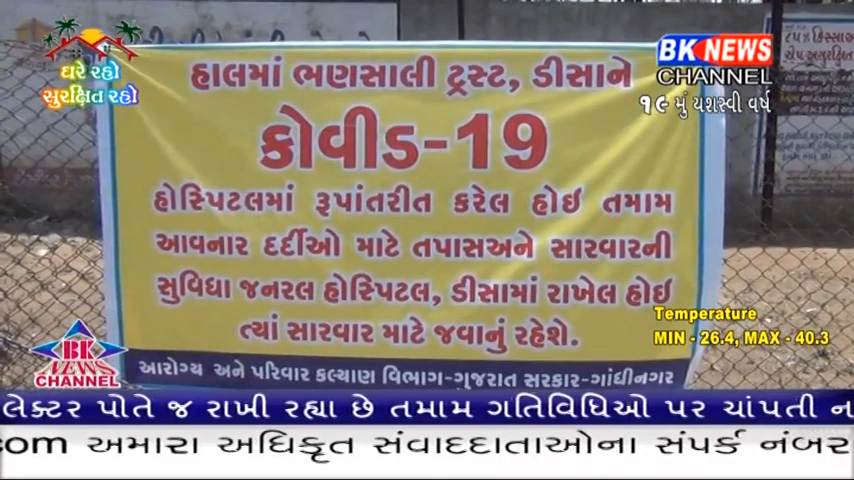 ઘરે રહો
સુરક્ષિત રહો
BK NEWS
CHANNEL
૧૯ મું યશસ્વી વર્ષ
હાલમાં ભણસાલી ટ્રસ્ટ, ડીસાને
કોવીડ-19
હોસ્પિટલમાં રૂપાંતરીત કરેલ હોઇ તમામ
આવનાર દર્દીઓ માટે તપાસઅને સારવારની
સુવિધા જનરલ હોસ્પિટલ, ડીસામાં રાખેલ હોઇ
ત્યાં સારવાર માટે જવાનું રહેશે.
આરોગ્ય અને પરિવાર કલ્યાણ વિભાગ-ગુજરાત સરકાર-ગાંધીનગર
Temperature
MIN - 26.4, MAX - 40.3
BK
NEWS
CHANNEL
લેક્ટર પોતે જ રાખી રહ્યા છે તમામ ગતિવિધિઓ પર ચાંપતી ન
com અમારા અધિકૃત સંવાદદાતાઓના સંપર્ક નંબર